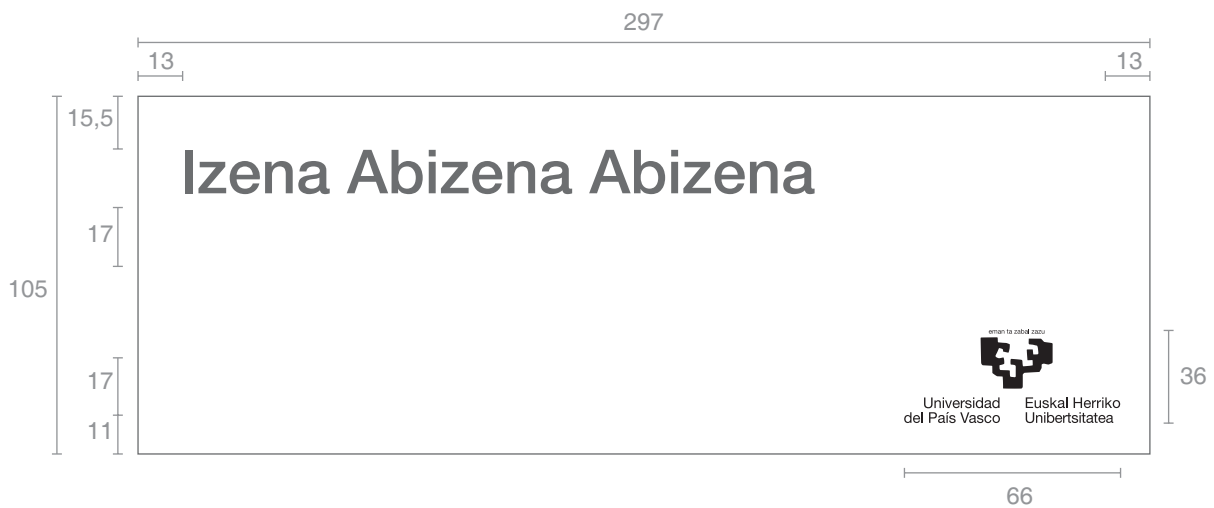 297
13
13
15,5
Izena Abizena Abizena
17
105
eman ta zabal zazu
17
36
Universidad
del País Vasco
Euskal Herriko
Unibertsitatea
11
66